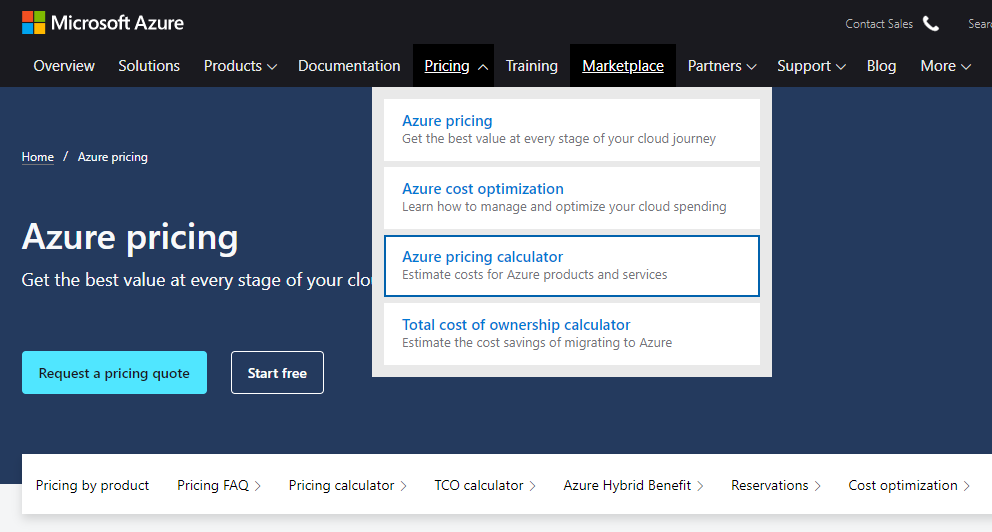 Microsoft Azure
Contact Sales
Overview Solutions Products Documentation Pricing Training Marketplace Partners Support Blog More
Azure pricing
Get the best value at every stage of your cloud journey
Azure cost optimization
Learn how to manage and optimize your cloud spending
Azure pricing calculator
Estimate costs for Azure products and services
Total cost of ownership calculator
Estimate the cost savings of migrating to Azure
Home / Azure pricing
Azure pricing
Get the best value at every stage of your
Request a pricing quote Start free
Pricing by product Pricing FAQ Pricing calculator TCO calculator Azure Hybrid Benefit Reservations Cost optimization